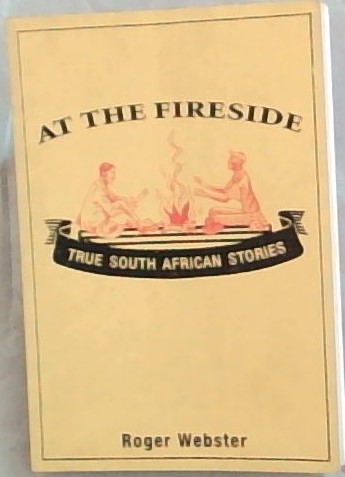 AT THE FIRESIDE
TRUE SOUTH AFRICAN STORIES
Roger Webster